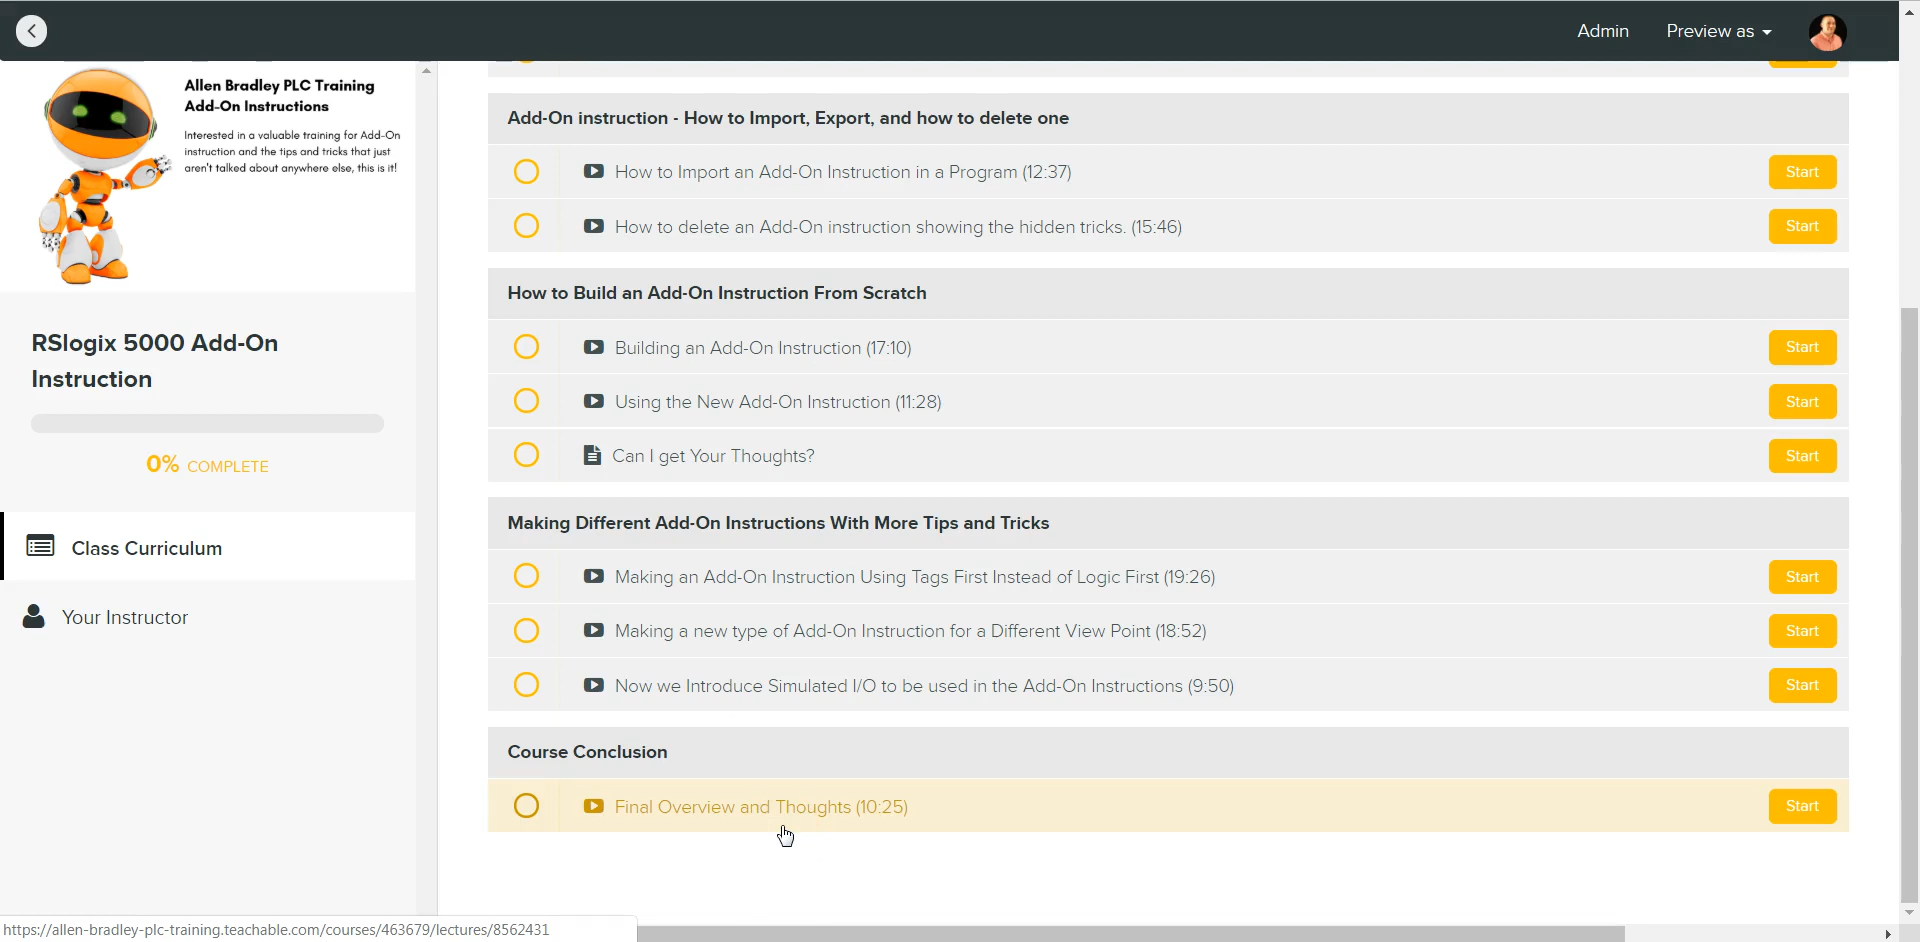 Admin
Preview as
Allen Bradley PLC Training
Add-On Instructions
Interested in a valuable training for Add-On
instruction and the tips and tricks that just
aren't talked about anywhere else, this is it!
RSlogix 5000 Add-On
Instruction
0% COMPLETE
Class Curriculum
Your Instructor
Add-On instruction - How to Import, Export, and how to delete one
How to Import an Add-On Instruction in a Program (12:37)
Start
How to delete an Add-On instruction showing the hidden tricks. (15:46)
Start
How to Build an Add-On Instruction From Scratch
Building an Add-On Instruction (17:10)
Start
Using the New Add-On Instruction (11:28)
Start
Can I get Your Thoughts?
Start
Making Different Add-On Instructions With More Tips and Tricks
Making an Add-On Instruction Using Tags First Instead of Logic First (19:26)
Start
Making a new type of Add-On Instruction for a Different View Point (18:52)
Start
Now we Introduce Simulated I/O to be used in the Add-On Instructions (9:50)
Start
Course Conclusion
Final Overview and Thoughts (10:25)
Start
https://allen-bradley-plc-training.teachable.com/courses/463679/lectures/8562431